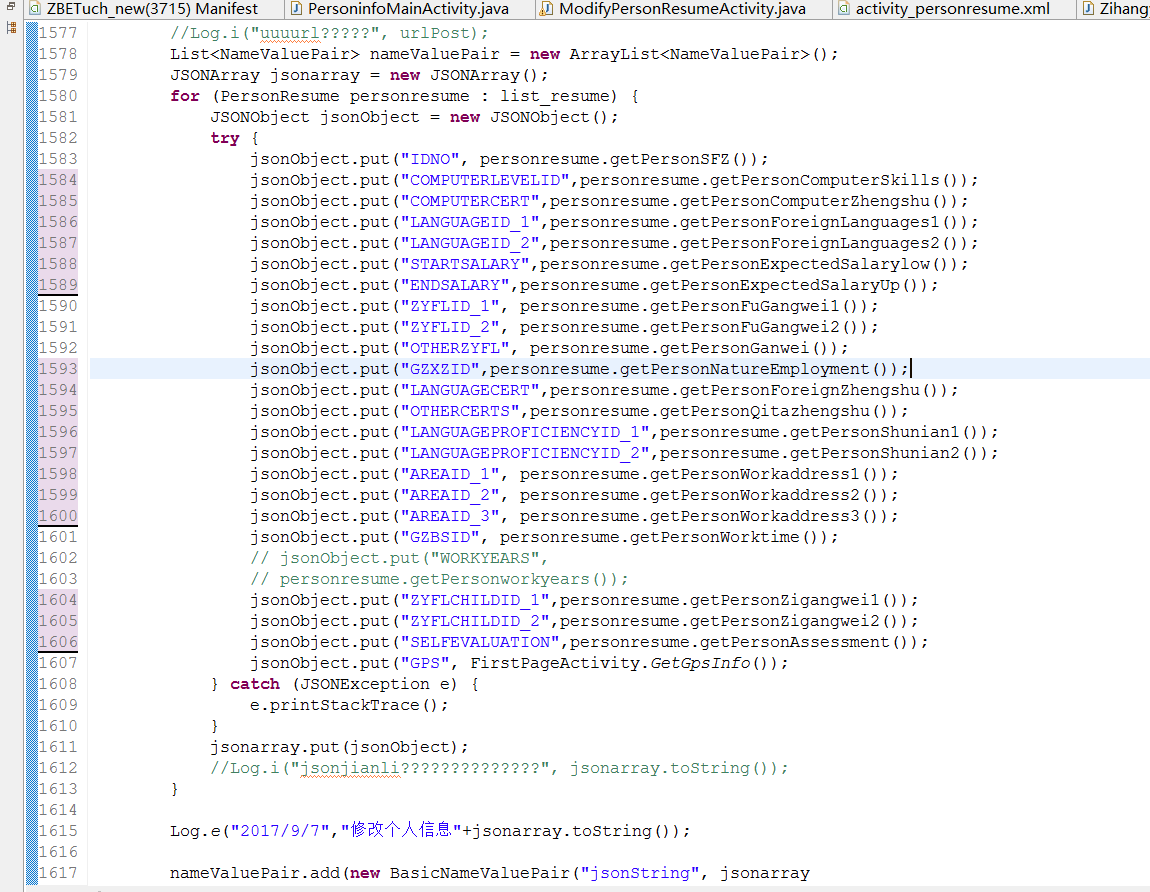 ZBETuch_new(3715) Manifest PersoninfoMainActivity.java ModifyPersonResumeActivity.java activity_personresume.xml Zihang
1577 //Log.i("uuuurl?????", urlPost);
1578 List<NameValuePair> nameValuePair = new ArrayList<NameValuePair>();
1579 JSONArray jsonarray = new JSONArray();
1580 for (PersonResume personresume : list_resume) {
1581 JSONObject jsonObject = new JSONObject();
1582 try {
1583 jsonObject.put("IDNO", personresume.getPersonSFZ());
1584 jsonObject.put("COMPUTERLEVELID",personresume.getPersonComputerSkills());
1585 jsonObject.put("COMPUTERCERT",personresume.getPersonComputerZhengshu());
1586 jsonObject.put("LANGUAGEID_1",personresume.getPersonForeignLanguages1());
1587 jsonObject.put("LANGUAGEID_2",personresume.getPersonForeignLanguages2());
1588 jsonObject.put("STARTSALARY",personresume.getPersonExpectedSalarylow());
1589 jsonObject.put("ENDSALARY",personresume.getPersonExpectedSalaryUp());
1590 jsonObject.put("ZYFLID_1", personresume.getPersonFuGangwei1());
1591 jsonObject.put("ZYFLID_2", personresume.getPersonFuGangwei2());
1592 jsonObject.put("OTHERZYFL", personresume.getPersonGanwei());
1593 jsonObject.put("GZXZID",personresume.getPersonNatureEmployment());
1594 jsonObject.put("LANGUAGECERT",personresume.getPersonForeignZhengshu());
1595 jsonObject.put("OTHERCERTS",personresume.getPersonQitazhengshu());
1596 jsonObject.put("LANGUAGEPROFICIENCYID_1",personresume.getPersonShunian1());
1597 jsonObject.put("LANGUAGEPROFICIENCYID_2",personresume.getPersonShunian2());
1598 jsonObject.put("AREAID_1", personresume.getPersonWorkaddress1());
1599 jsonObject.put("AREAID_2", personresume.getPersonWorkaddress2());
1600 jsonObject.put("AREAID_3", personresume.getPersonWorkaddress3());
1601 jsonObject.put("GZBSID", personresume.getPersonWorktime());
1602 // jsonObject.put("WORKYEARS",
1603 // personresume.getPersonworkyears());
1604 jsonObject.put("ZYFLCHILDID_1",personresume.getPersonZigangwei1());
1605 jsonObject.put("ZYFLCHILDID_2",personresume.getPersonZigangwei2());
1606 jsonObject.put("SELFEVALUATION",personresume.getPersonAssessment());
1607 jsonObject.put("GPS", FirstPageActivity.GetGpsInfo());
1608 } catch (JSONException e) {
1609 e.printStackTrace();
1610 }
1611 jsonarray.put(jsonObject);
1612 //Log.i("jsonjianli??????????????", jsonarray.toString());
1613 }
1614
1615 Log.e("2017/9/7","修改个人信息"+jsonarray.toString());
1616
1617 nameValuePair.add(new BasicNameValuePair("jsonString", jsonarray